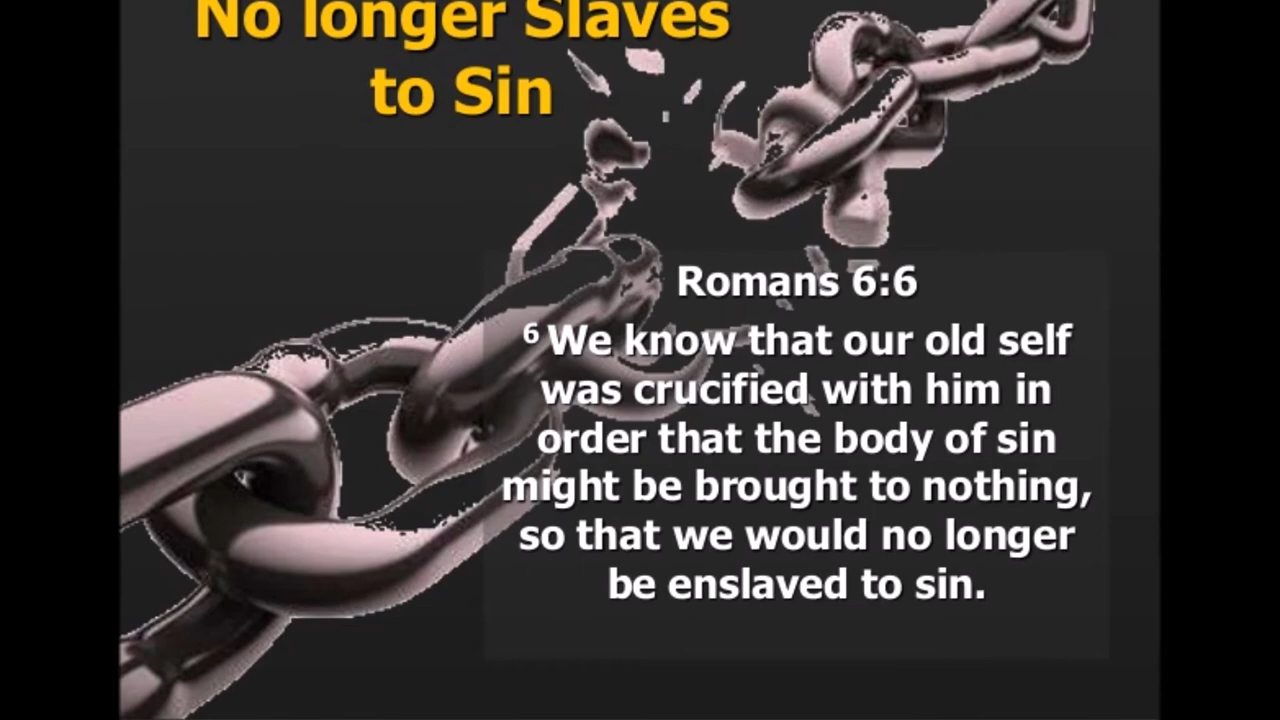 No longer Slaves
to Sin
Romans 6:6
6 We know that our old self
was crucified with him in
order that the body of sin
might be brought to nothing,
so that we would no longer
be enslaved to sin.